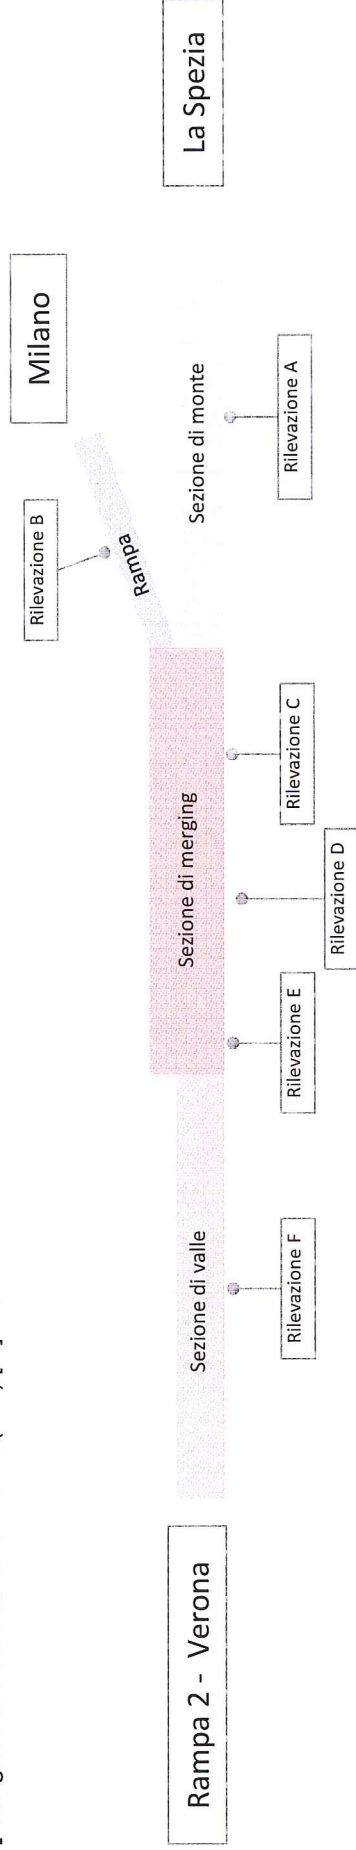 Milano
La Spezia
Rilevazione B
Rampa
Sezione di monte
Rilevazione A
Sezione di merging
Rilevazione C
Rilevazione D
Rilevazione E
Sezione di valle
Rilevazione F
Rampa 2 - Verona